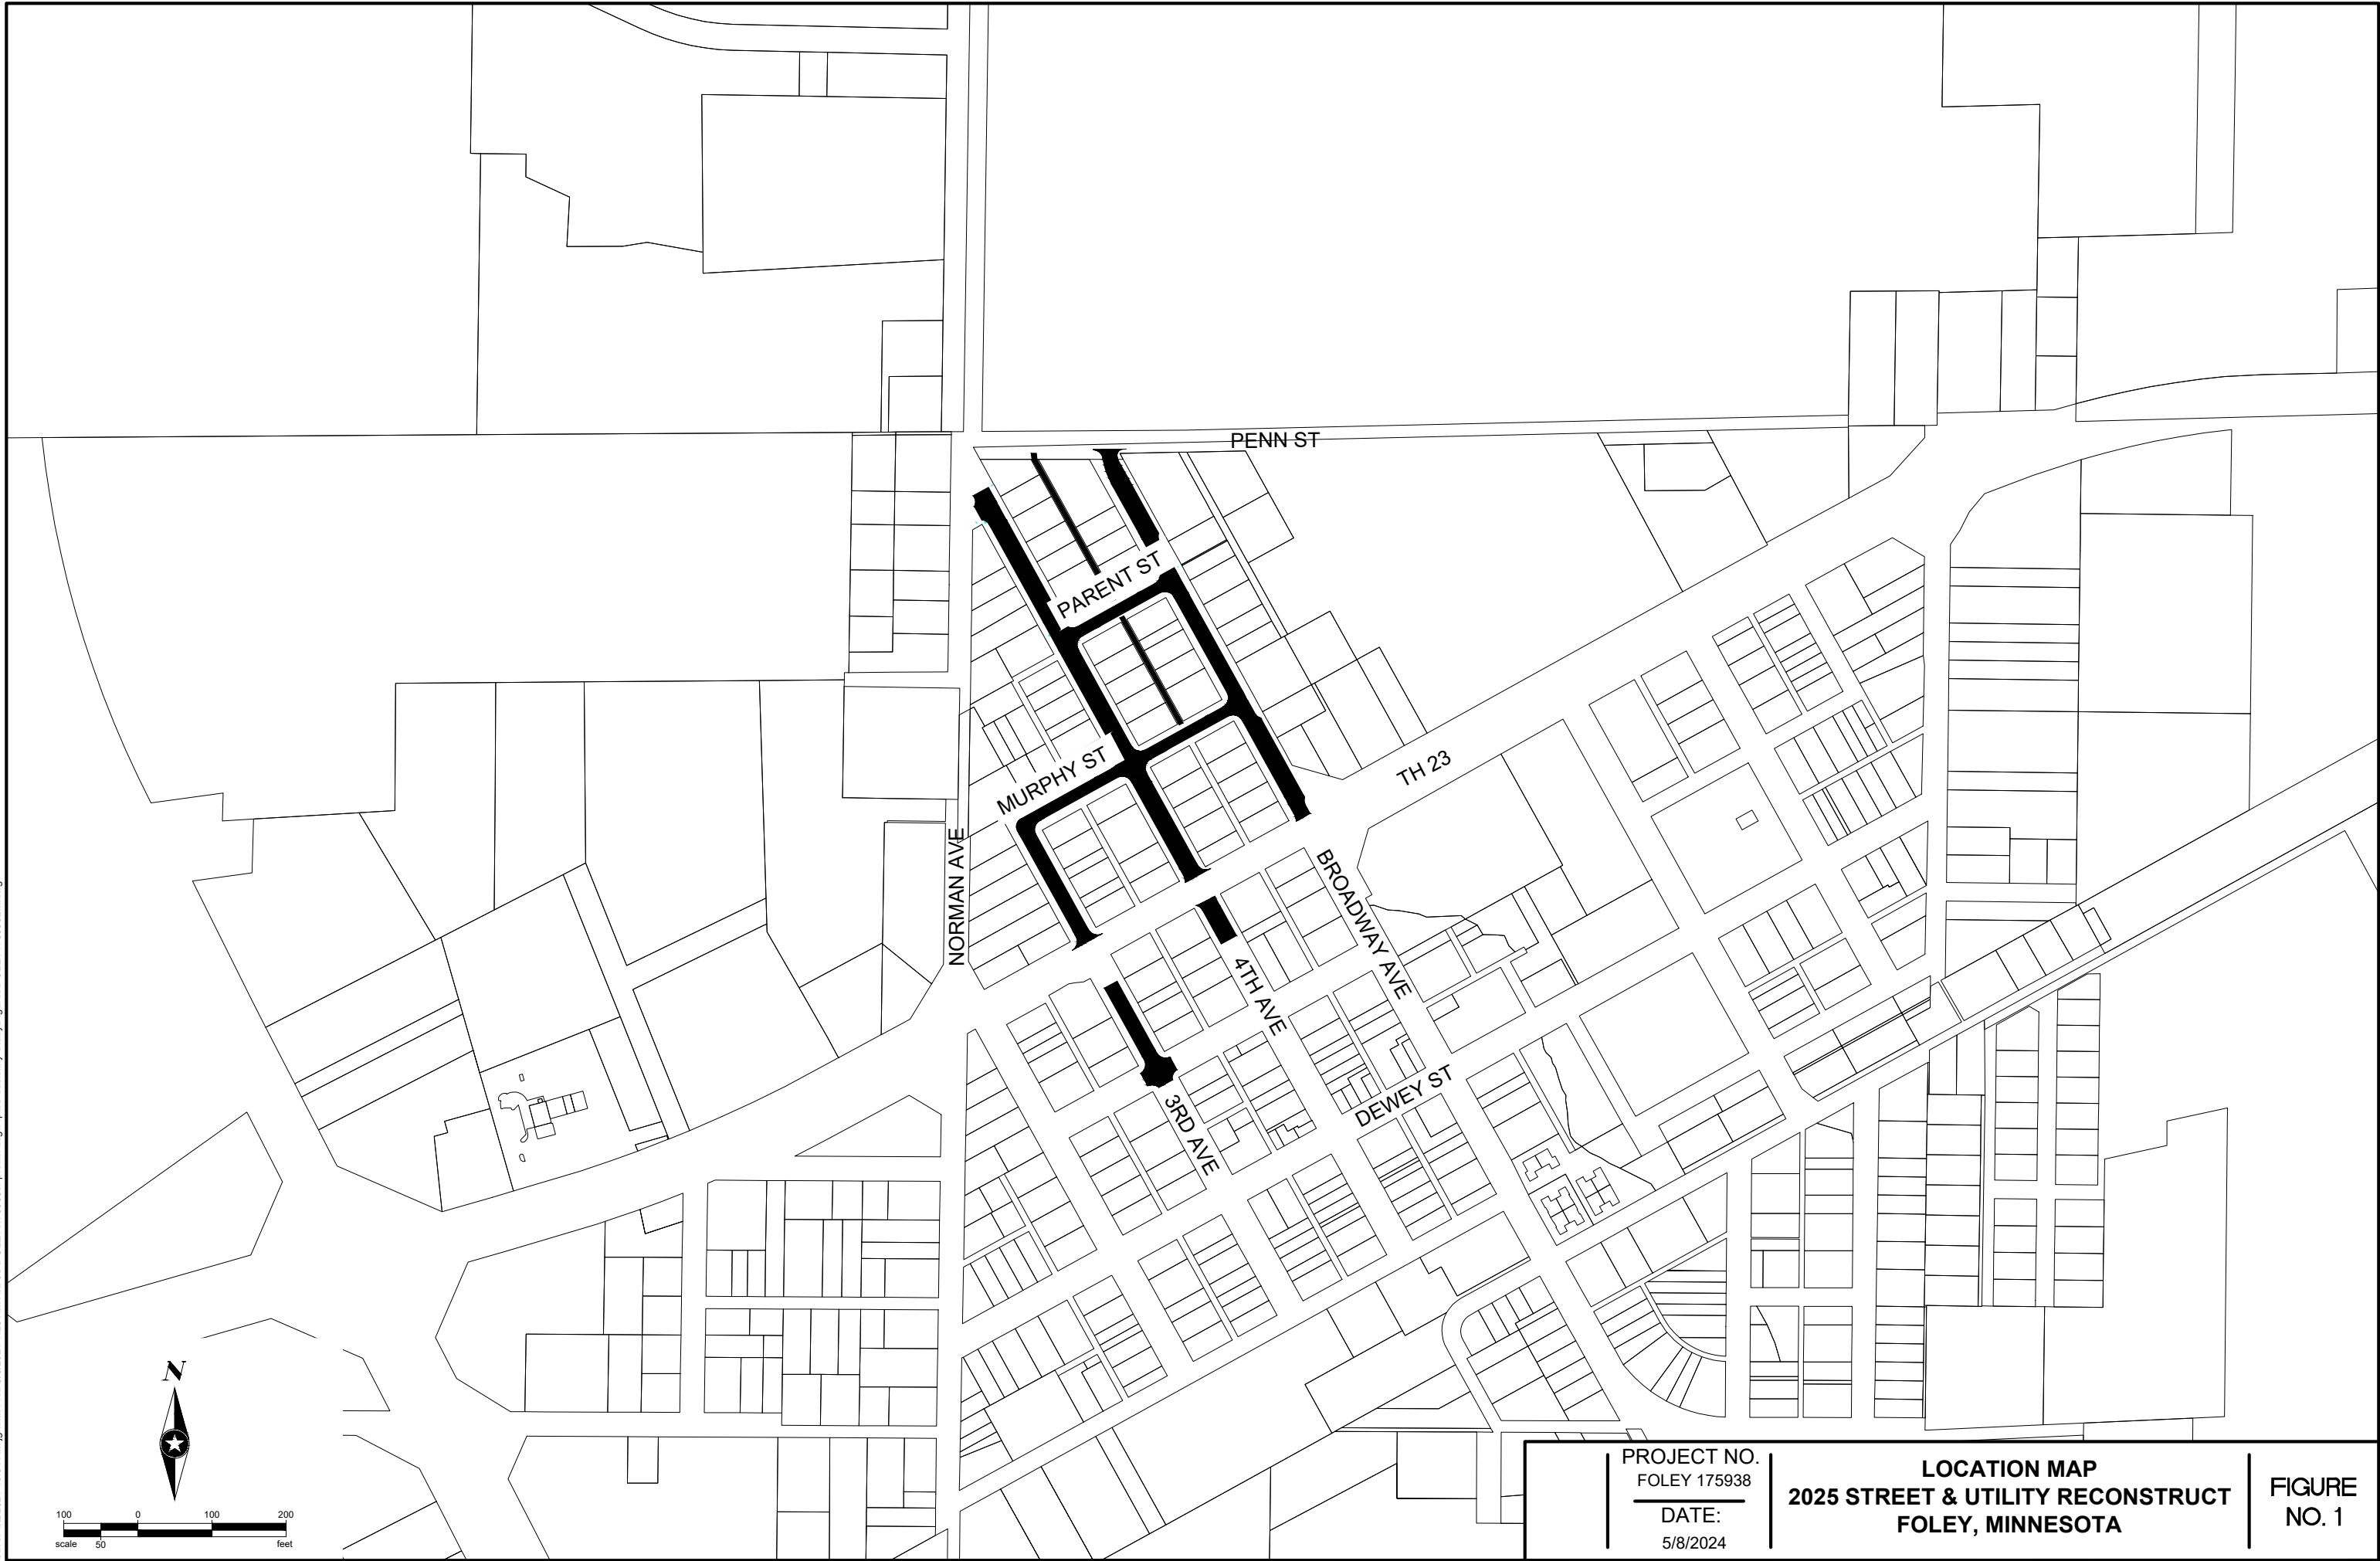 PENN ST
PARENT ST
MURPHY ST
TH 23
NORMAN AVE
BROADWAY AVE
4TH AVE
DEWEY ST
3RD AVE
N
100 0 100 200
scale 50 feet
PROJECT NO.
FOLEY 175938
DATE:
5/8/2024
LOCATION MAP
2025 STREET & UTILITY RECONSTRUCT
FOLEY, MINNESOTA
FIGURE
NO. 1